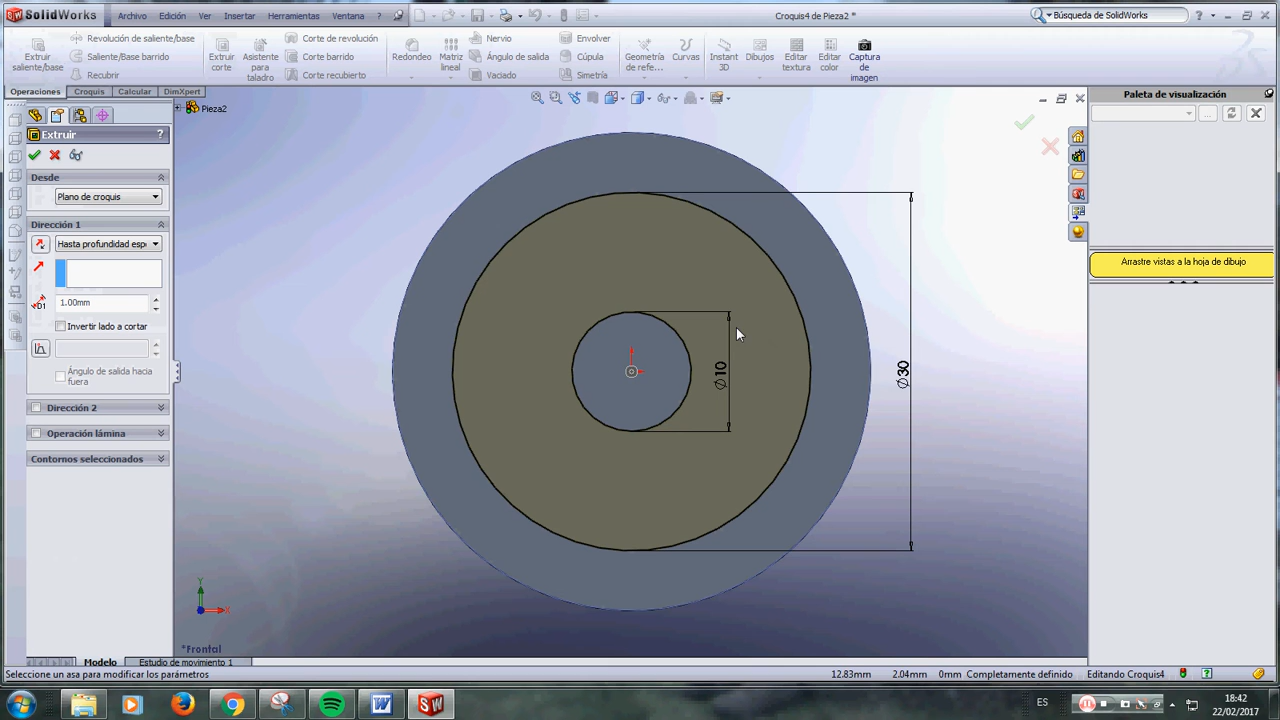 SolidWorks
Archivo Edición Ver Insertar Herramientas Ventana ?
Croquis4 de Pieza2 *
Búsqueda de SolidWorks
Extruir saliente/base
Revolución de saliente/base
Saliente/Base barrido
Recubrir
Extruir corte
Asistente para taladro
Corte de revolución
Corte barrido
Corte recubierto
Redondeo
Matriz lineal
Nervio
Ángulo de salida
Vaciado
Envolver
Cúpula
Simetría
Geometría de refe...
Curvas
Instant 3D
Dibujos
Editar textura
Editar color
Captura de imagen
Operaciones Croquis Calcular DimXpert
Pieza2
Extruir ?
Desde
Plano de croquis
Dirección 1
Hasta profundidad espe
D1
1.00mm
Invertir lado a cortar
Ángulo de salida hacia fuera
Dirección 2
Operación lámina
Contornos seleccionados
∅10
∅30
Y
X
*Frontal
Paleta de visualización
...
Arrastre vistas a la hoja de dibujo
Modelo Estudio de movimiento 1
Seleccione un asa para modificar los parámetros
12.83mm 2.04mm 0mm Completamente definido Editando Croquis4
ES
18:42
22/02/2017